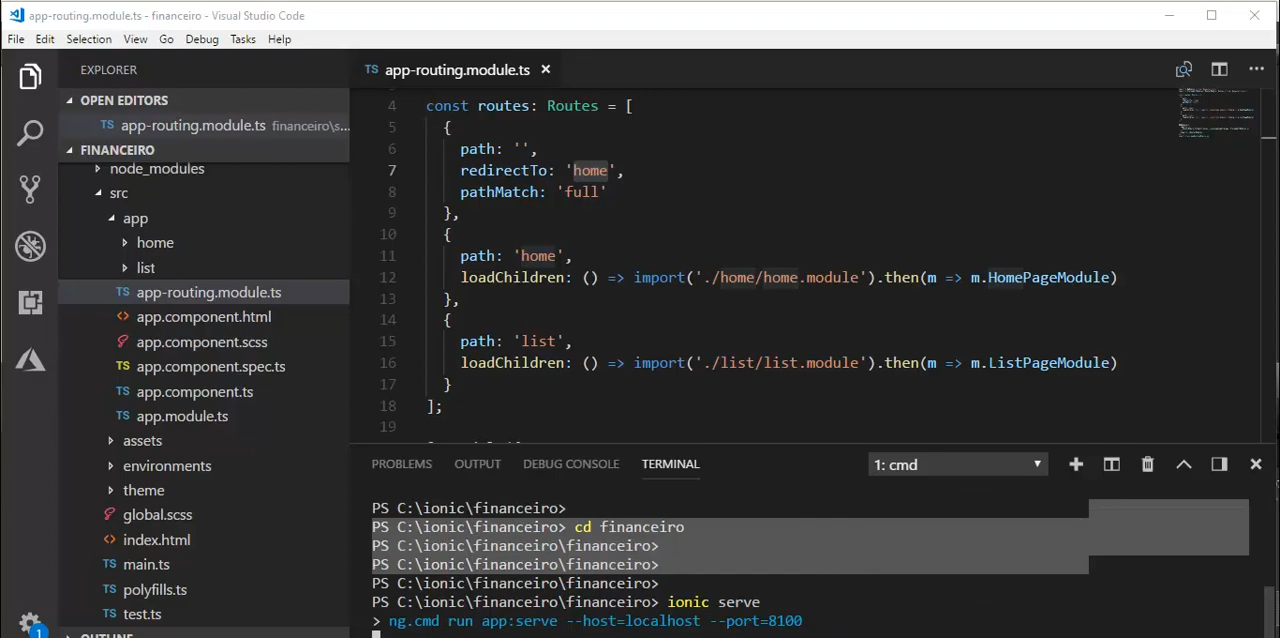 app-routing.module.ts - financeiro - Visual Studio Code
File Edit Selection View Go Debug Tasks Help
EXPLORER
OPEN EDITORS
TS app-routing.module.ts financeiro\s...
FINANCEIRO
node_modules
src
app
home
list
TS app-routing.module.ts
<> app.component.html
app.component.scss
TS app.component.spec.ts
TS app.component.ts
TS app.module.ts
assets
environments
theme
global.scss
<> index.html
TS main.ts
TS polyfills.ts
TS test.ts
OUTLINE
1
TS app-routing.module.ts
4 const routes: Routes = [
5 {
6 path: '',
7 redirectTo: 'home',
8 pathMatch: 'full'
9 },
10 {
11 path: 'home',
12 loadChildren: () => import('./home/home.module').then(m => m.HomePageModule)
13 },
14 {
15 path: 'list',
16 loadChildren: () => import('./list/list.module').then(m => m.ListPageModule)
17 }
18 ];
19
PROBLEMS OUTPUT DEBUG CONSOLE TERMINAL 1: cmd
PS C:\ionic\financeiro>
PS C:\ionic\financeiro> cd financeiro
PS C:\ionic\financeiro\financeiro>
PS C:\ionic\financeiro\financeiro>
PS C:\ionic\financeiro\financeiro>
PS C:\ionic\financeiro\financeiro> ionic serve
> ng.cmd run app:serve --host=localhost --port=8100